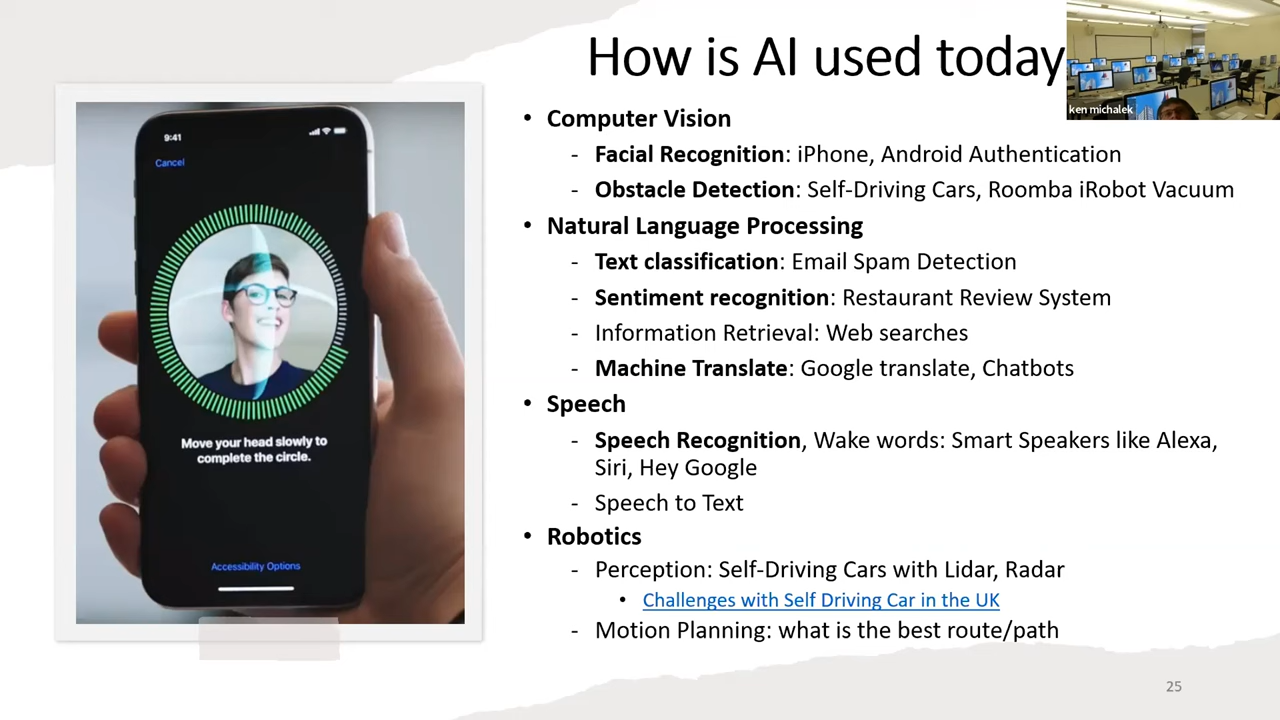 How is AI used today
ken michalek
9:41
Cancel
Move your head slowly to
complete the circle.
Accessibility Options
• Computer Vision
- Facial Recognition: iPhone, Android Authentication
- Obstacle Detection: Self-Driving Cars, Roomba iRobot Vacuum
• Natural Language Processing
- Text classification: Email Spam Detection
- Sentiment recognition: Restaurant Review System
- Information Retrieval: Web searches
- Machine Translate: Google translate, Chatbots
• Speech
- Speech Recognition, Wake words: Smart Speakers like Alexa,
Siri, Hey Google
- Speech to Text
• Robotics
- Perception: Self-Driving Cars with Lidar, Radar
• Challenges with Self Driving Car in the UK
- Motion Planning: what is the best route/path
25